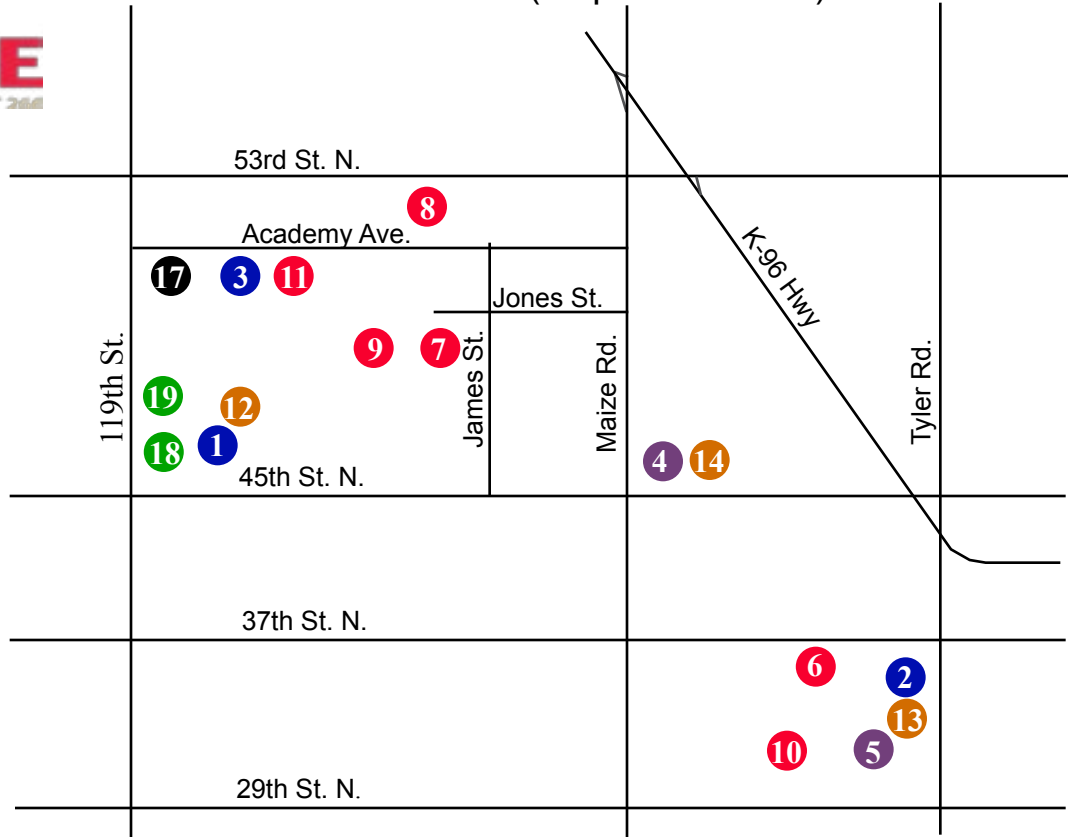 E
53rd St. N.
8
Academy Ave.
17
3
11
K-96 Hwy
Jones St.
9
7
119th St.
James St.
Maize Rd.
Tyler Rd.
19
12
18
1
4
14
45th St. N.
37th St. N.
6
2
13
10
5
29th St. N.